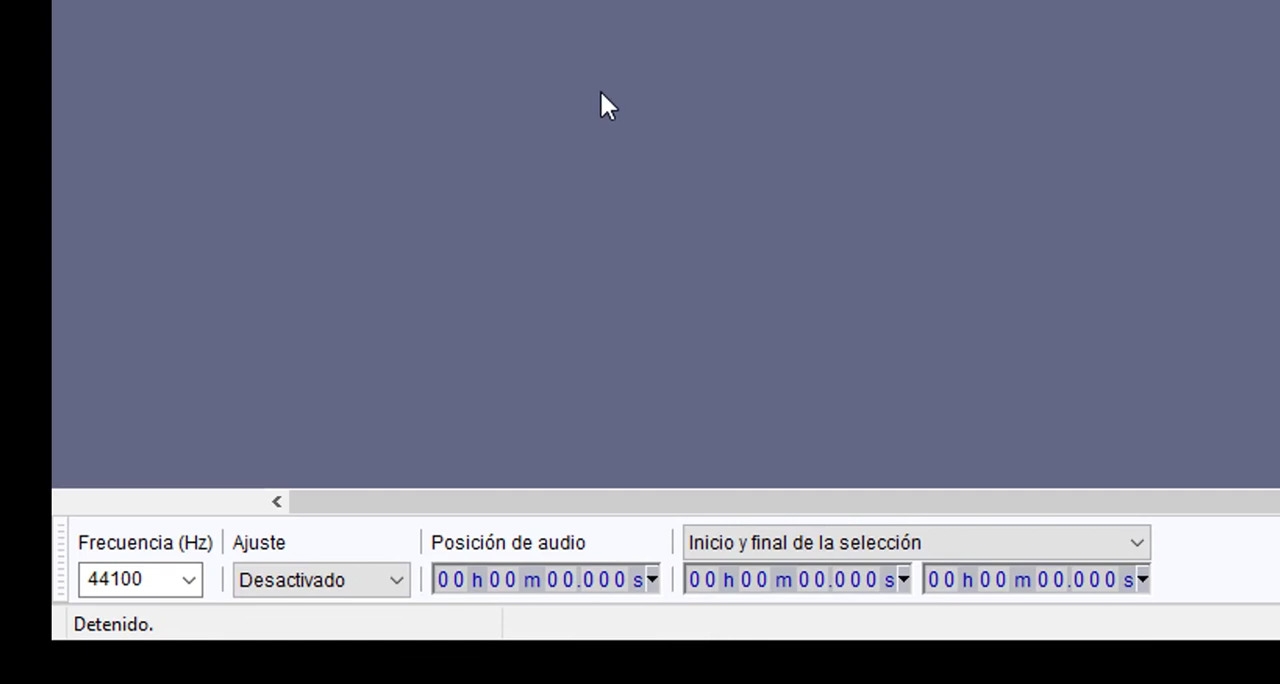 Frecuencia (Hz) Ajuste Posición de audio Inicio y final de la selección
44100 Desactivado 00 h 00 m 00.000 s 00 h 00 m 00.000 s 00 h 00 m 00.000 s
Detenido.